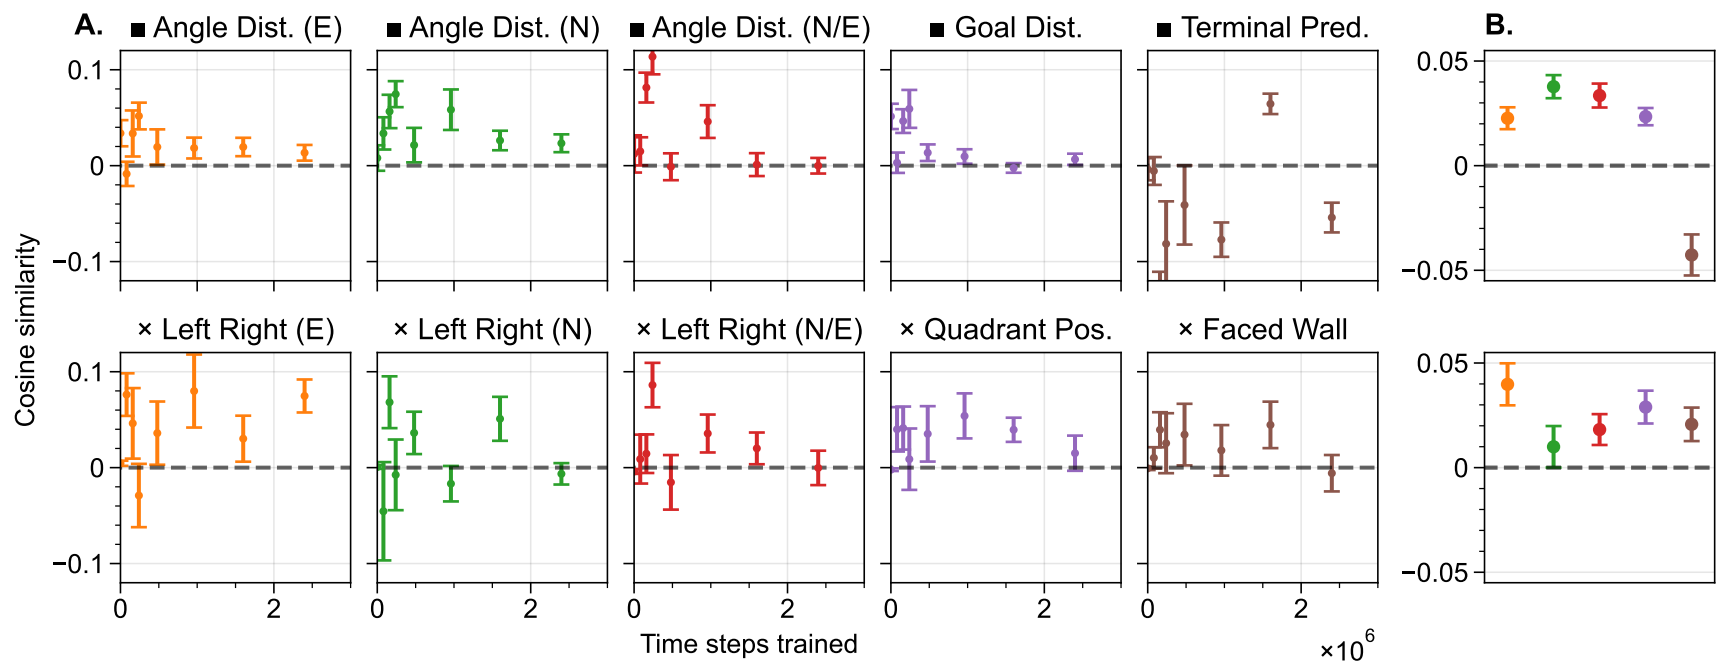 A.
■ Angle Dist. (E)
■ Angle Dist. (N)
■ Angle Dist. (N/E)
■ Goal Dist.
■ Terminal Pred.
B.
0.1
0
−0.1
0.05
0
−0.05
Cosine similarity
× Left Right (E)
× Left Right (N)
× Left Right (N/E)
× Quadrant Pos.
× Faced Wall
0.1
0
−0.1
0.05
0
−0.05
0 2
0 2
0 2
0 2
0 2
Time steps trained
×10⁶